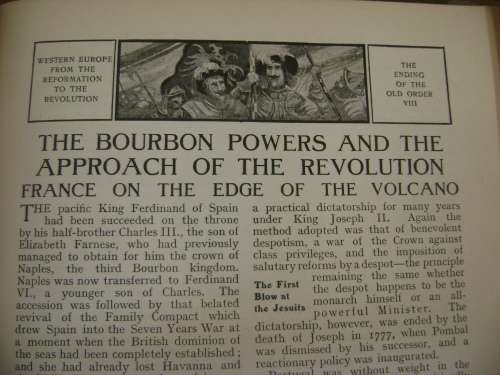 WESTERN EUROPE
FROM THE
REFORMATION
TO THE
REVOLUTION
THE
ENDING
OF THE
OLD ORDER
VIII
THE BOURBON POWERS AND THE
APPROACH OF THE REVOLUTION
FRANCE ON THE EDGE OF THE VOLCANO
THE pacific King Ferdinand of Spain
had been succeeded on the throne
by his half-brother Charles III., the son of
Elizabeth Farnese, who had previously
managed to obtain for him the crown of
Naples, the third Bourbon kingdom.
Naples was now transferred to Ferdinand
VI., a younger son of Charles. The
accession was followed by that belated
revival of the Family Compact which
drew Spain into the Seven Years War at
a moment when the British dominion of
the seas had been completely established;
and she had already lost Havanna and
a practical dictatorship for many years
under King Joseph II. Again the
method adopted was that of benevolent
despotism, a war of the Crown against
class privileges, and the imposition of
salutary reforms by a despot—the principle
The First
Blow at
the Jesuits
remaining the same whether
the despot happens to be the
monarch himself or an all-
powerful Minister. The
dictatorship, however, was ended by the
death of Joseph in 1777, when Pombal
was dismissed by his successor, and a
reactionary policy was inaugurated.
Portugal was without weight in the